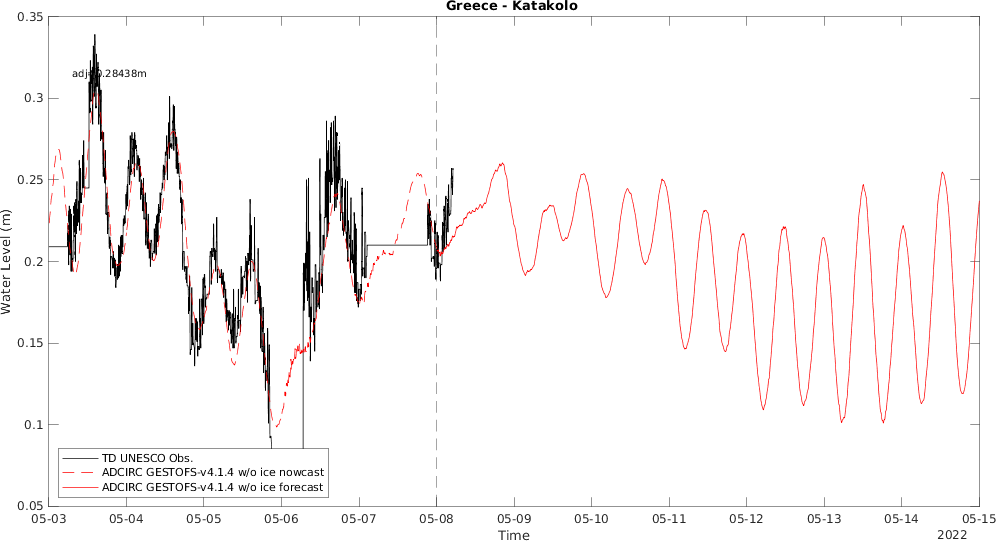 Greece - Katakolo
0.35
0.3
0.25
0.2
0.15
0.1
0.05
Water Level (m)
0.28438m
TD UNESCO Obs.
ADCIRC GESTOFS-v4.1.4 w/o ice nowcast
ADCIRC GESTOFS-v4.1.4 w/o ice forecast
05-03 05-04 05-05 05-06 05-07 05-08 05-09 05-10 05-11 05-12 05-13 05-14 05-15
Time
2022